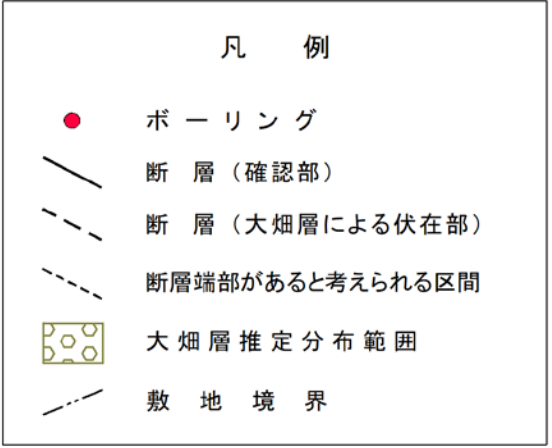 凡 例
ボーリング
断層（確認部）
断層（大畑層による伏在部）
断層端部があると考えられる区間
大畑層推定分布範囲
敷地境界